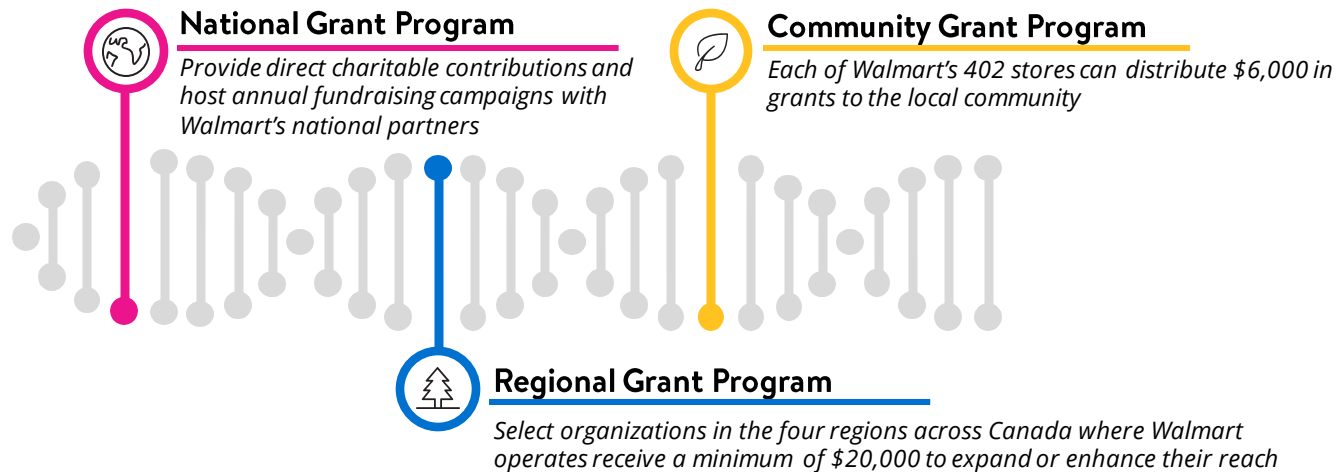 National Grant Program
Provide direct charitable contributions and
host annual fundraising campaigns with
Walmart's national partners
Community Grant Program
Each of Walmart's 402 stores can distribute $6,000 in
grants to the local community
Regional Grant Program
Select organizations in the four regions across Canada where Walmart
operates receive a minimum of $20,000 to expand or enhance their reach